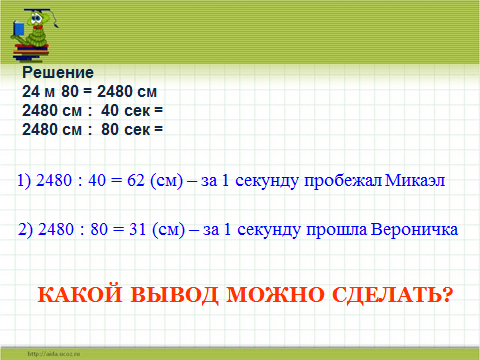 Решение
24 м 80 = 2480 см
2480 см : 40 сек =
2480 см : 80 сек =
1) 2480 : 40 = 62 (см) – за 1 секунду пробежал Микаэл
2) 2480 : 80 = 31 (см) – за 1 секунду прошла Вероничка
КАКОЙ ВЫВОД МОЖНО СДЕЛАТЬ?
http://aida.ucoz.ru